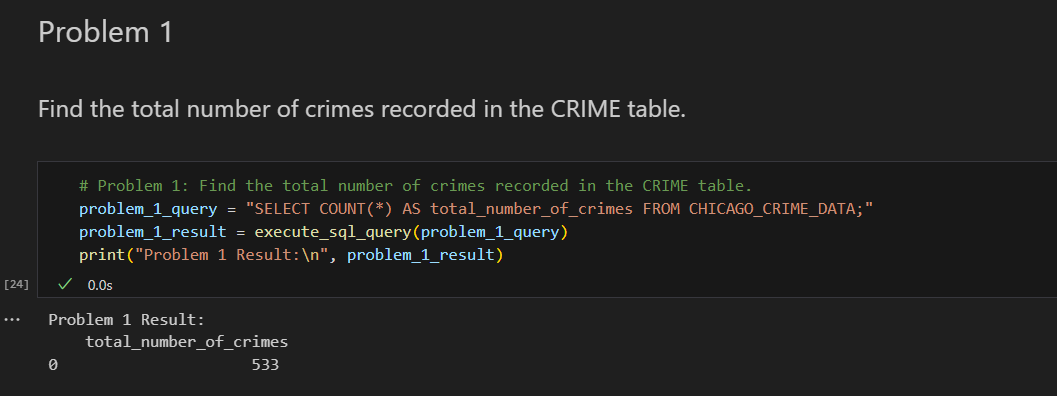 Problem 1
Find the total number of crimes recorded in the CRIME table.
# Problem 1: Find the total number of crimes recorded in the CRIME table.
problem_1_query = "SELECT COUNT(*) AS total_number_of_crimes FROM CHICAGO_CRIME_DATA;"
problem_1_result = execute_sql_query(problem_1_query)
print("Problem 1 Result:\n", problem_1_result)
[24] ✓ 0.0s
... Problem 1 Result:
total_number_of_crimes
0 533